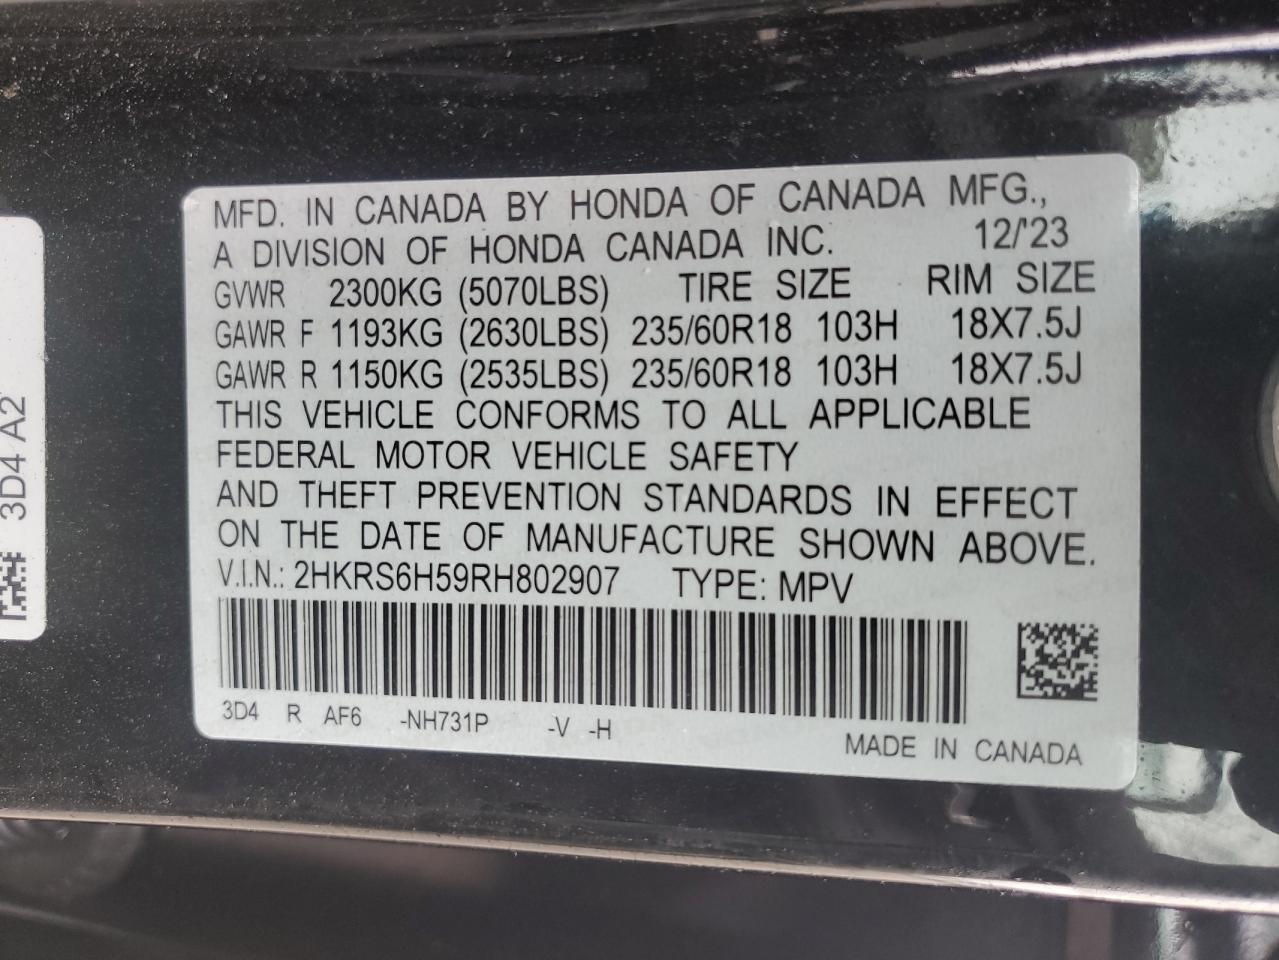 MFD. IN CANADA BY HONDA OF CANADA MFG.,
A DIVISION OF HONDA CANADA INC. 12/'23
GVWR 2300KG (5070LBS) TIRE SIZE RIM SIZE
GAWR F 1193KG (2630LBS) 235/60R18 103H 18X7.5J
GAWR R 1150KG (2535LBS) 235/60R18 103H 18X7.5J
THIS VEHICLE CONFORMS TO ALL APPLICABLE
FEDERAL MOTOR VEHICLE SAFETY
AND THEFT PREVENTION STANDARDS IN EFFECT
ON THE DATE OF MANUFACTURE SHOWN ABOVE.
V.I.N.: 2HKRS6H59RH802907 TYPE: MPV
3D4 R AF6 -NH731P -V -H
MADE IN CANADA
3D4 A2